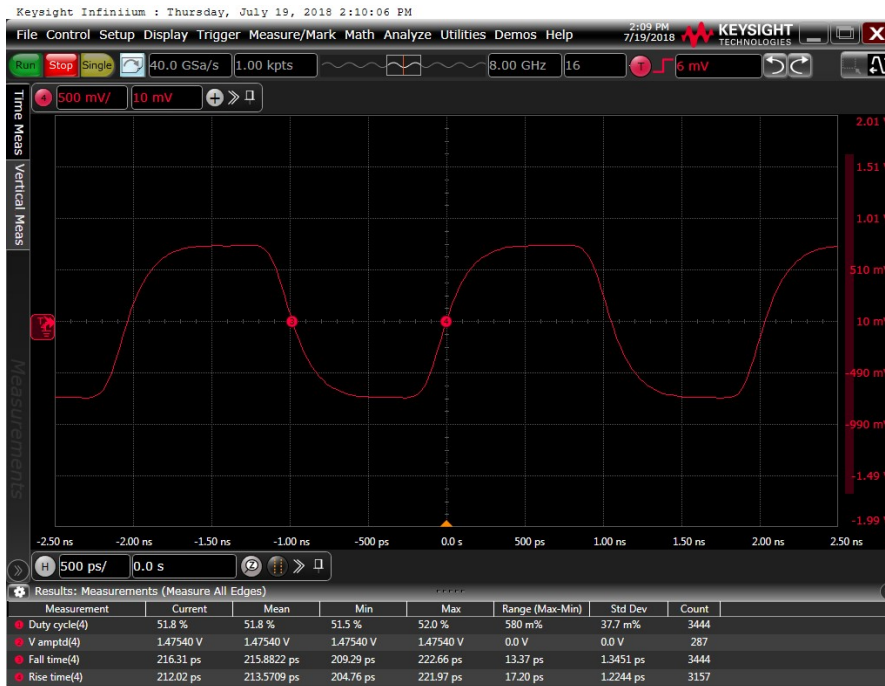 Keysight Infiniium : Thursday, July 19, 2018 2:10:06 PM
File Control Setup Display Trigger Measure/Mark Math Analyze Utilities Demos Help
2:09 PM
7/19/2018
KEYSIGHT
TECHNOLOGIES
Run Stop Single 40.0 GSa/s 1.00 kpts 8.00 GHz 16 T 6 mV
4 500 mV/ 10 mV
Time Meas
Vertical Meas
Measurements
2.01 V
1.51 V
1.01 V
510 mV
10 mV
-490 mV
-990 mV
-1.49 V
-1.99 V
3 4
-2.50 ns -2.00 ns -1.50 ns -1.00 ns -500 ps 0.0 s 500 ps 1.00 ns 1.50 ns 2.00 ns 2.50 ns
H 500 ps/ 0.0 s
Results: Measurements (Measure All Edges)
Measurement Current Mean Min Max Range (Max-Min) Std Dev Count
Duty cycle(4) 51.8 % 51.8 % 51.5 % 52.0 % 580 m% 37.7 m% 3444
V amptd(4) 1.47540 V 1.47540 V 1.47540 V 1.47540 V 0.0 V 0.0 V 287
Fall time(4) 216.31 ps 215.8822 ps 209.29 ps 222.66 ps 13.37 ps 1.3451 ps 3444
Rise time(4) 212.02 ps 213.5709 ps 204.76 ps 221.97 ps 17.20 ps 1.2244 ps 3157